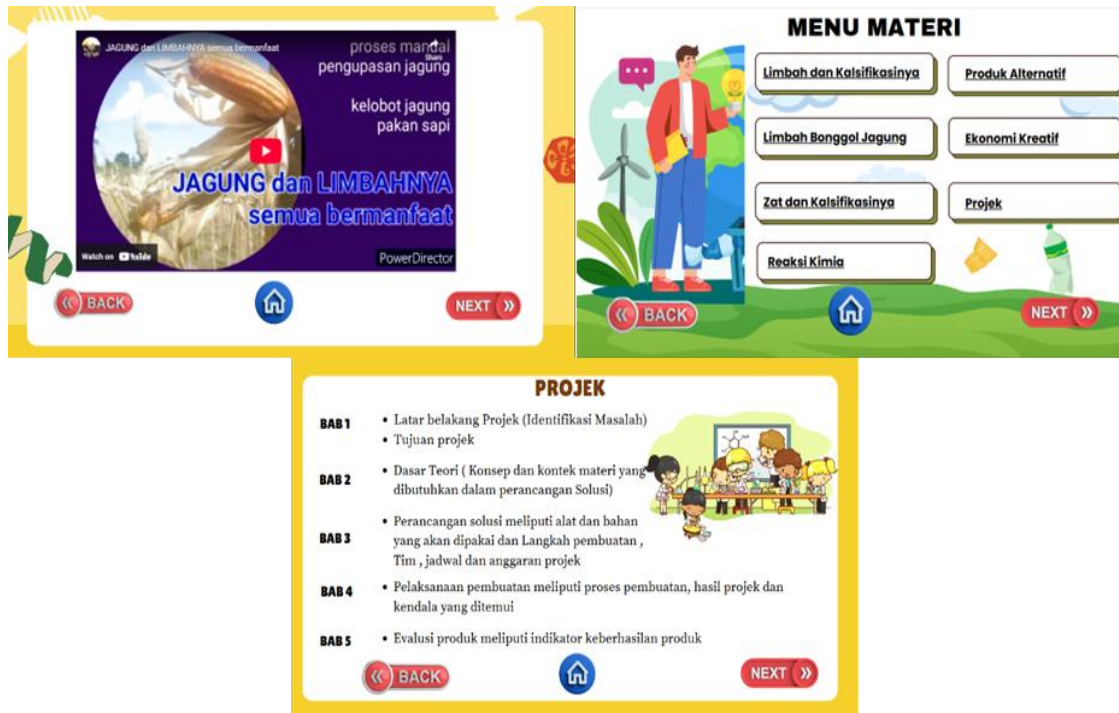 JAGUNG dan LIMBAHNYA semua bermanfaat
Share
proses manual
pengupasan jagung
kelobot jagung
pakan sapi
JAGUNG dan LIMBAHNYA
semua bermanfaat
Watch on YouTube
PowerDirector
BACK
NEXT
MENU MATERI
Limbah dan Kalsifikasinya
Produk Alternatif
Limbah Bonggol Jagung
Ekonomi Kreatif
Zat dan Kalsifikasinya
Projek
Reaksi Kimia
BACK
NEXT
PROJEK
BAB 1
• Latar belakang Projek (Identifikasi Masalah)
• Tujuan projek
BAB 2
• Dasar Teori ( Konsep dan kontek materi yang
dibutuhkan dalam perancangan Solusi)
BAB 3
• Perancangan solusi meliputi alat dan bahan
yang akan dipakai dan Langkah pembuatan ,
Tim , jadwal dan anggaran projek
BAB 4
• Pelaksanaan pembuatan meliputi proses pembuatan, hasil projek dan
kendala yang ditemui
BAB 5
• Evalusi produk meliputi indikator keberhasilan produk
BACK
NEXT